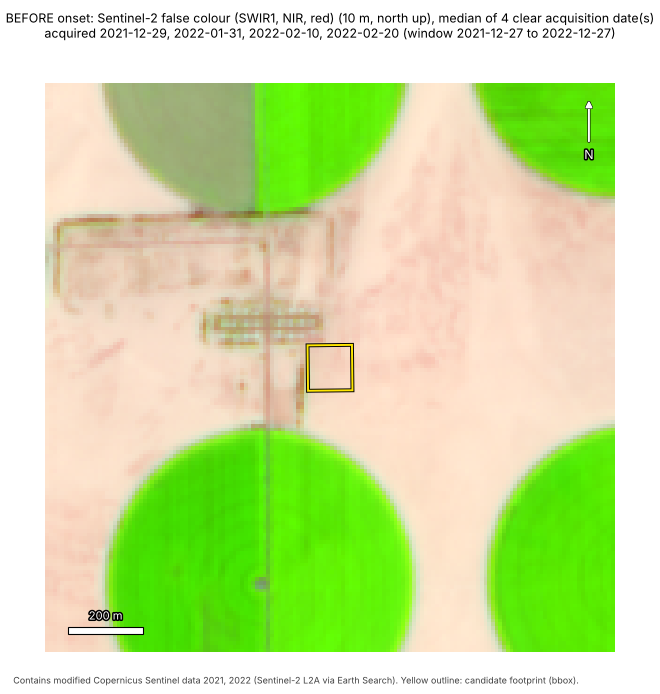 BEFORE onset: Sentinel-2 false colour (SWIR1, NIR, red) (10 m, north up), median of 4 clear acquisition date(s)
acquired 2021-12-29, 2022-01-31, 2022-02-10, 2022-02-20 (window 2021-12-27 to 2022-12-27)
N
200 m
Contains modified Copernicus Sentinel data 2021, 2022 (Sentinel-2 L2A via Earth Search). Yellow outline: candidate footprint (bbox).